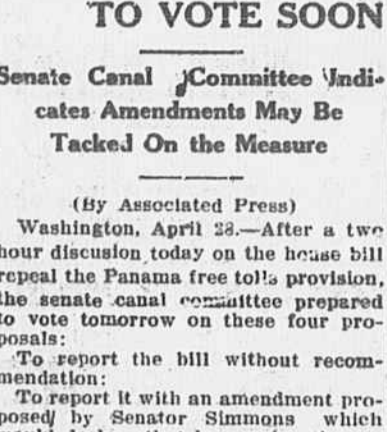 TO VOTE SOON
Senate Canal Committee Indi-
cates Amendments May Be
Tacked On the Measure
(By Associated Press)
Washington, April 28.—After a two
hour discusion today on the house bill
repeal the Panama free tolls provision,
the senate canal committee prepared
to vote tomorrow on these four pro-
posals:
To report the bill without recom-
mendation:
To report it with an amendment pro-
posed by Senator Simmons which